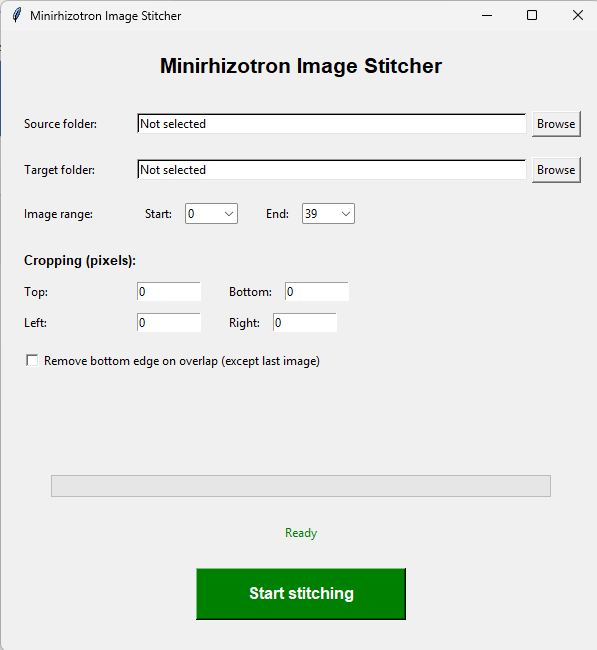 Minirhizotron Image Stitcher
Minirhizotron Image Stitcher
Source folder: Not selected Browse
Target folder: Not selected Browse
Image range: Start: 0 End: 39
Cropping (pixels):
Top: 0 Bottom: 0
Left: 0 Right: 0
Remove bottom edge on overlap (except last image)
Ready
Start stitching